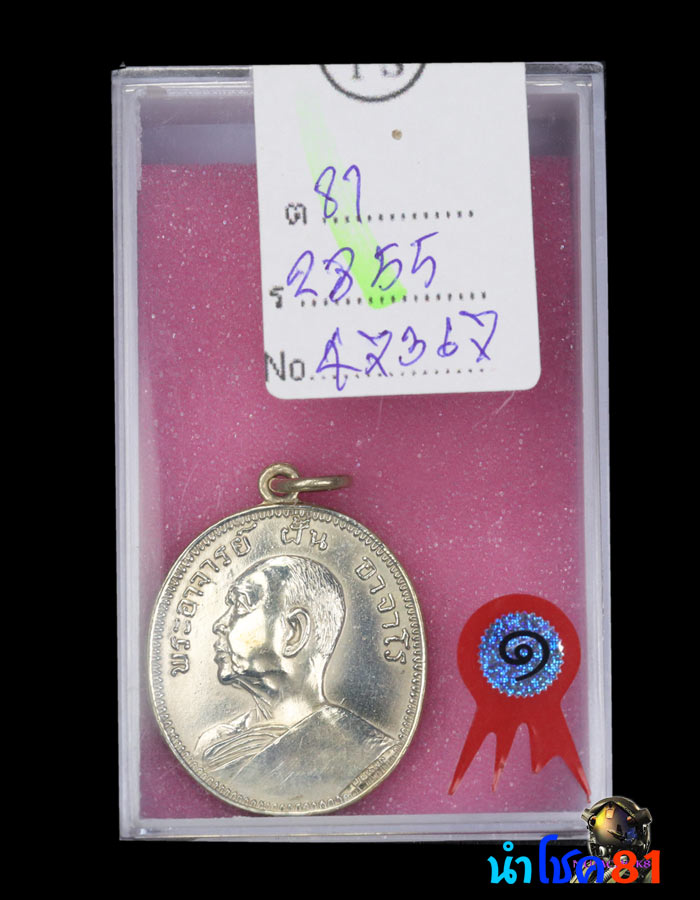 ต 81
ร 2855
No. 47367
พระอาจารย์ ฝั้น อาจาโร
๑
นำโชค81